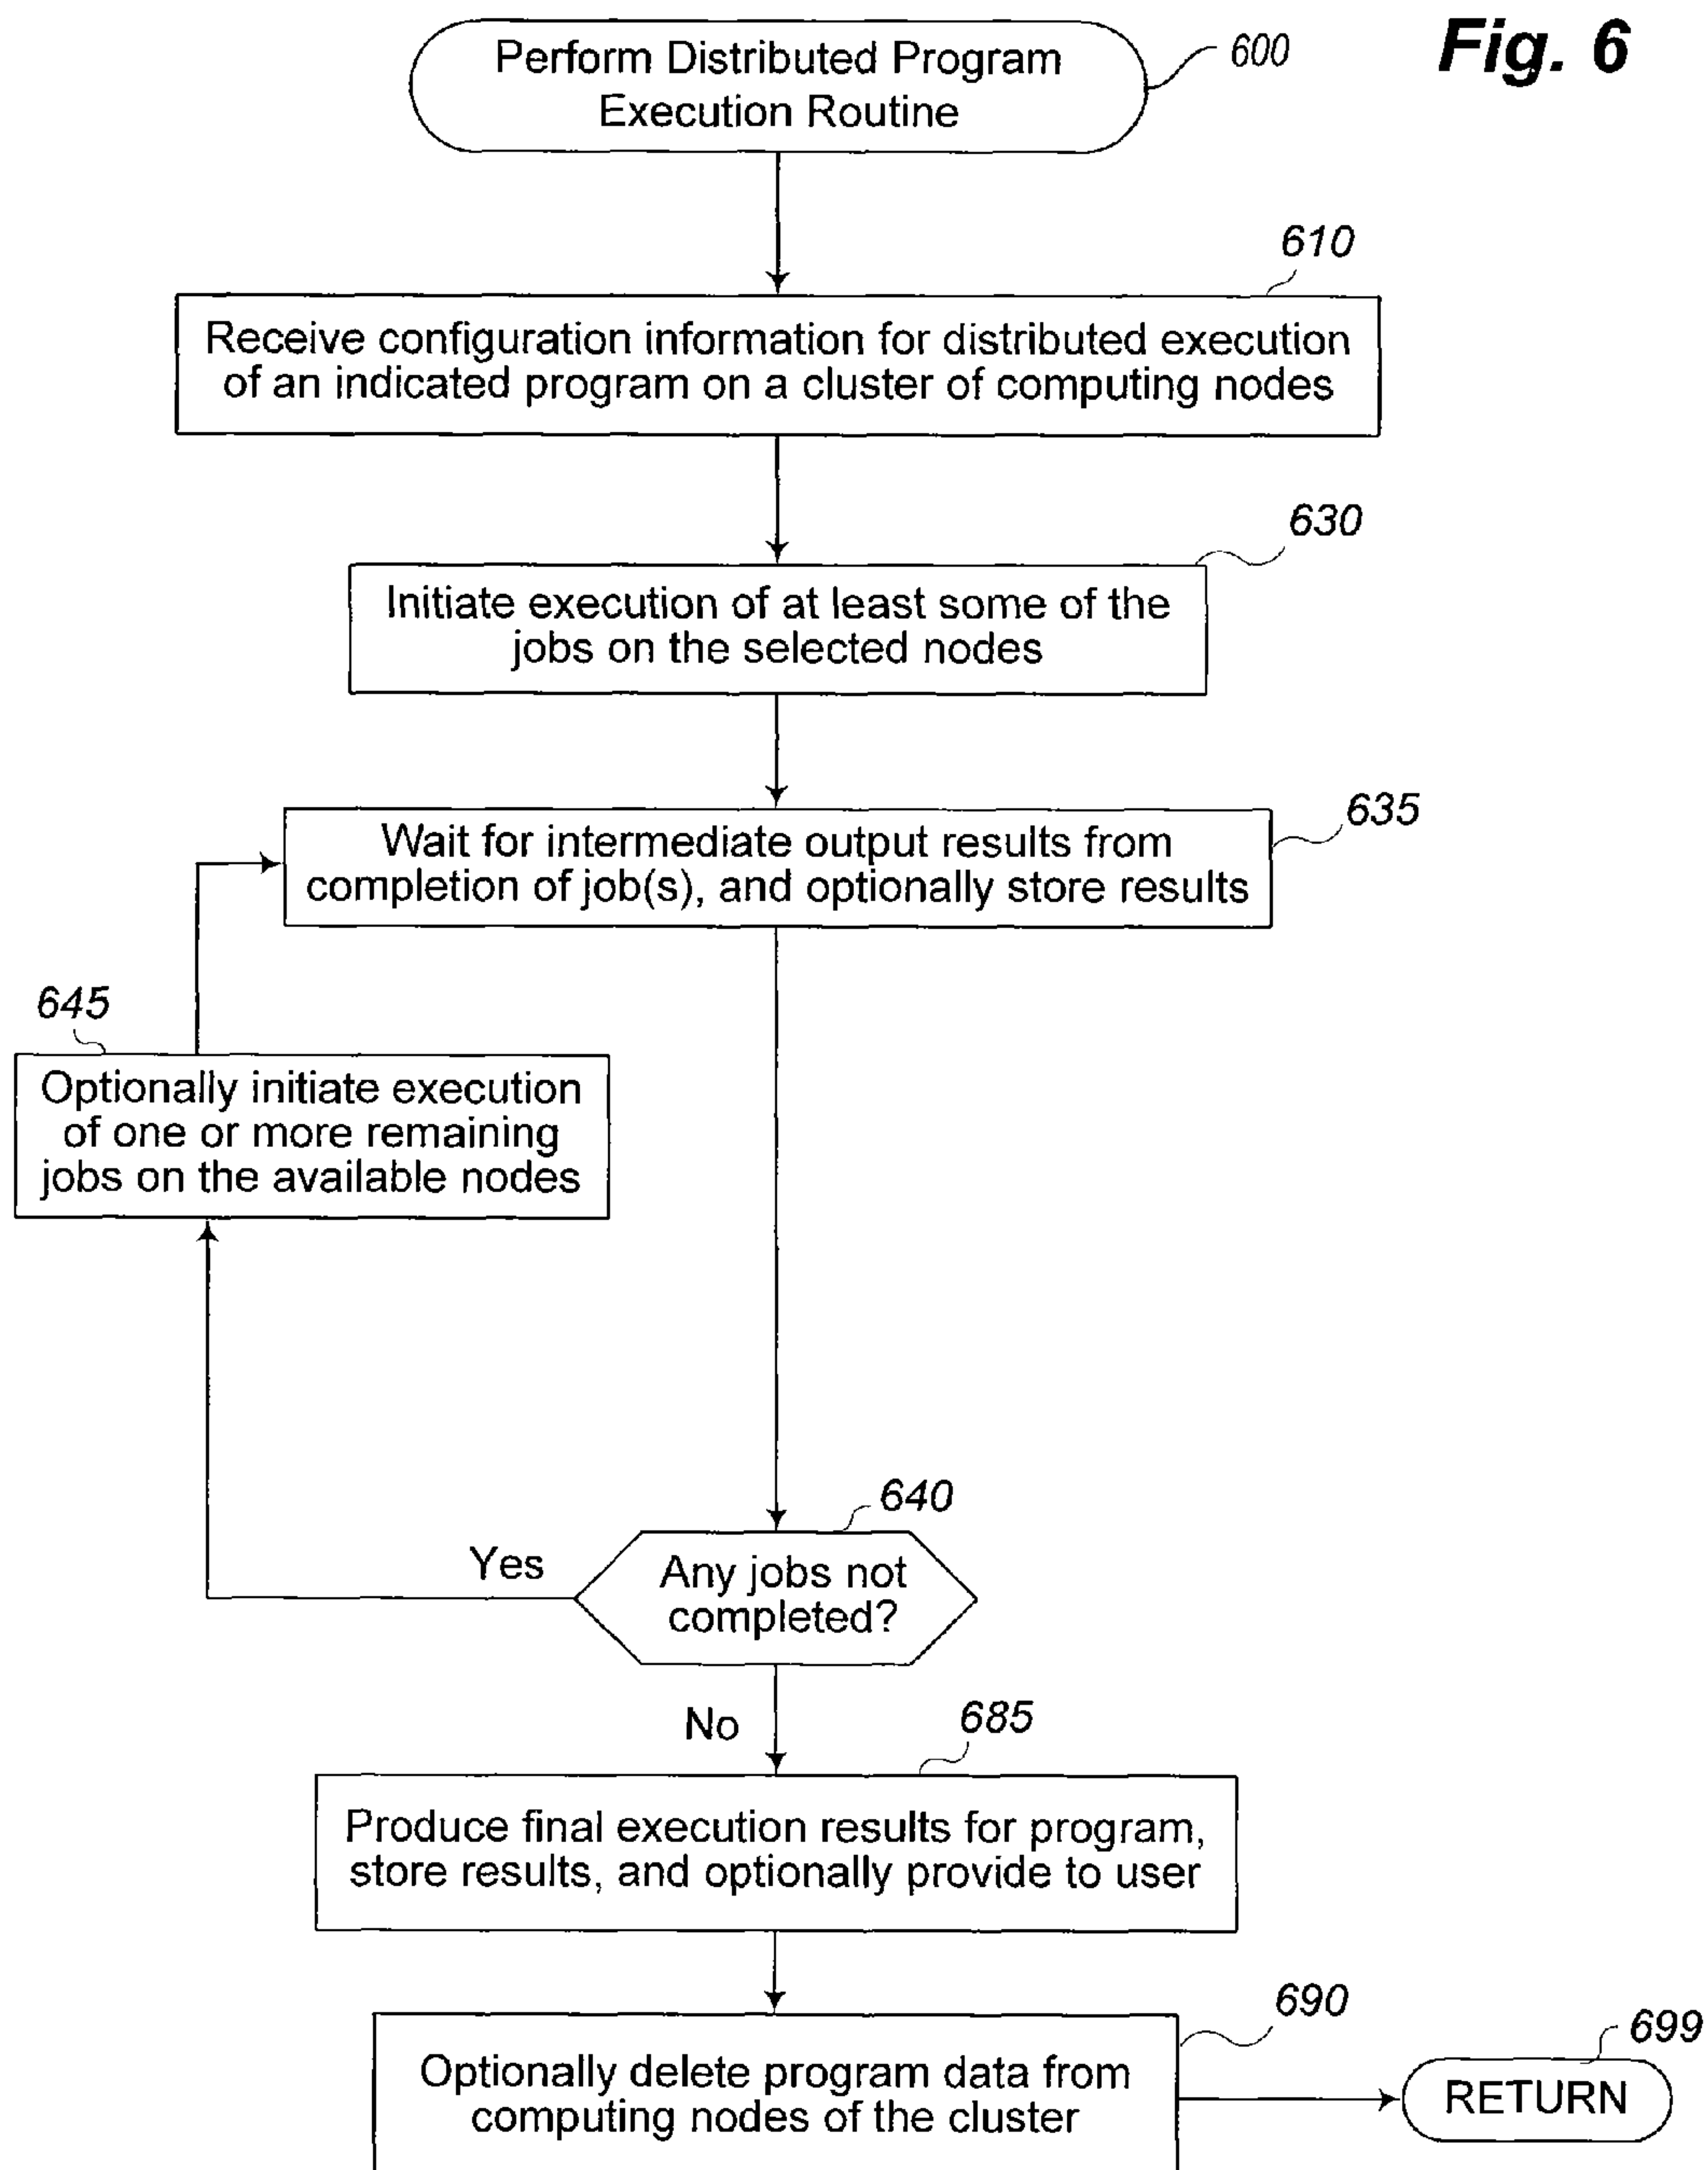 Fig. 6
Perform Distributed Program
Execution Routine
600
610
Receive configuration information for distributed execution
of an indicated program on a cluster of computing nodes
630
Initiate execution of at least some of the
jobs on the selected nodes
635
Wait for intermediate output results from
completion of job(s), and optionally store results
645
Optionally initiate execution
of one or more remaining
jobs on the available nodes
640
Yes
Any jobs not
completed?
No
685
Produce final execution results for program,
store results, and optionally provide to user
690
Optionally delete program data from
computing nodes of the cluster
699
RETURN